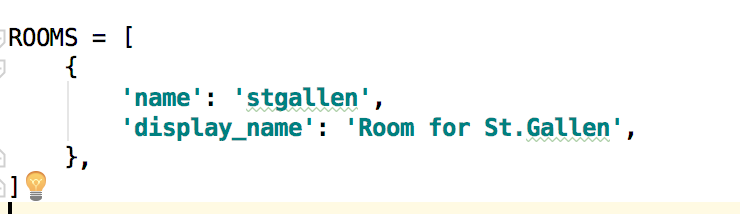 ROOMS = [
    {
        'name': 'stgallen',
        'display_name': 'Room for St.Gallen',
    },
]